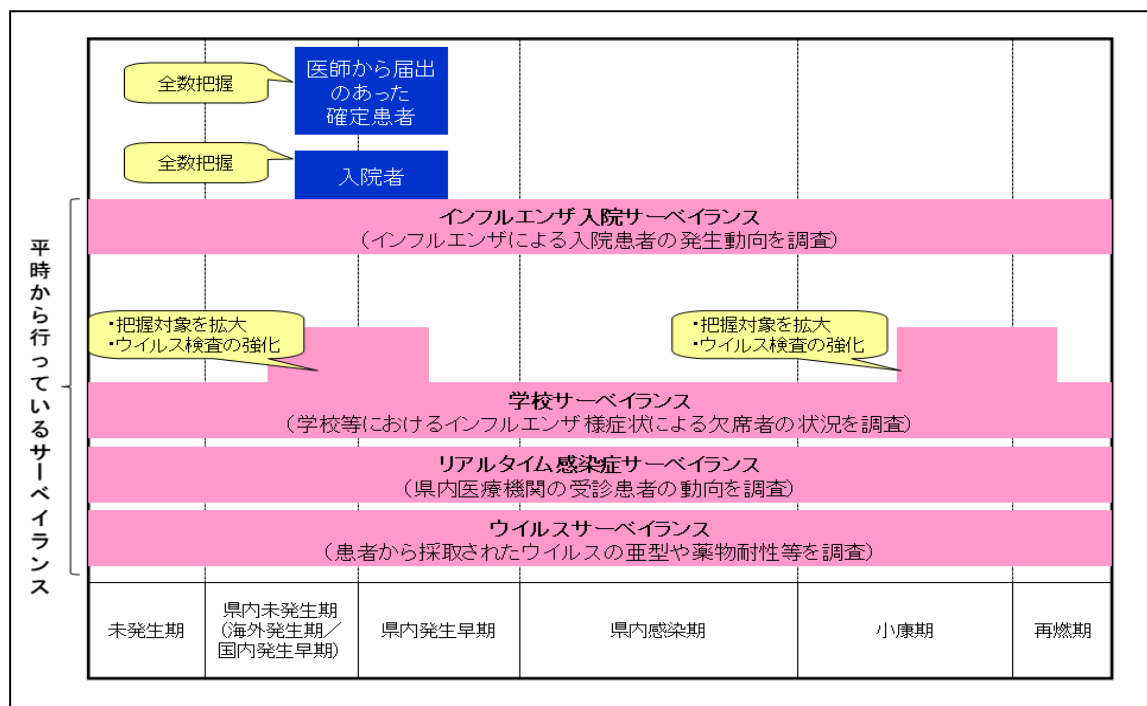 全数把握
医師から届出
のあった
確定患者
全数把握
入院者
平時から行っているサーベイランス
インフルエンザ入院サーベイランス
（インフルエンザによる入院患者の発生動向を調査）
・把握対象を拡大
・ウイルス検査の強化
・把握対象を拡大
・ウイルス検査の強化
学校サーベイランス
（学校等におけるインフルエンザ様症状による欠席者の状況を調査）
リアルタイム感染症サーベイランス
（県内医療機関の受診患者の動向を調査）
ウイルスサーベイランス
（患者から採取されたウイルスの亜型や薬物耐性等を調査）
未発生期
県内未発生期
（海外発生期／
国内発生早期）
県内発生早期
県内感染期
小康期
再燃期